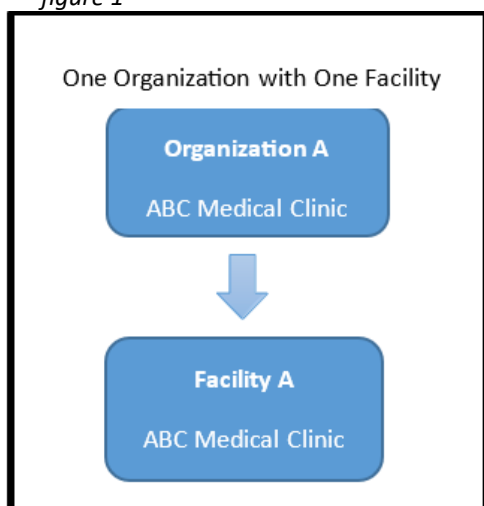 figure 1
One Organization with One Facility
Organization A
ABC Medical Clinic
Facility A
ABC Medical Clinic